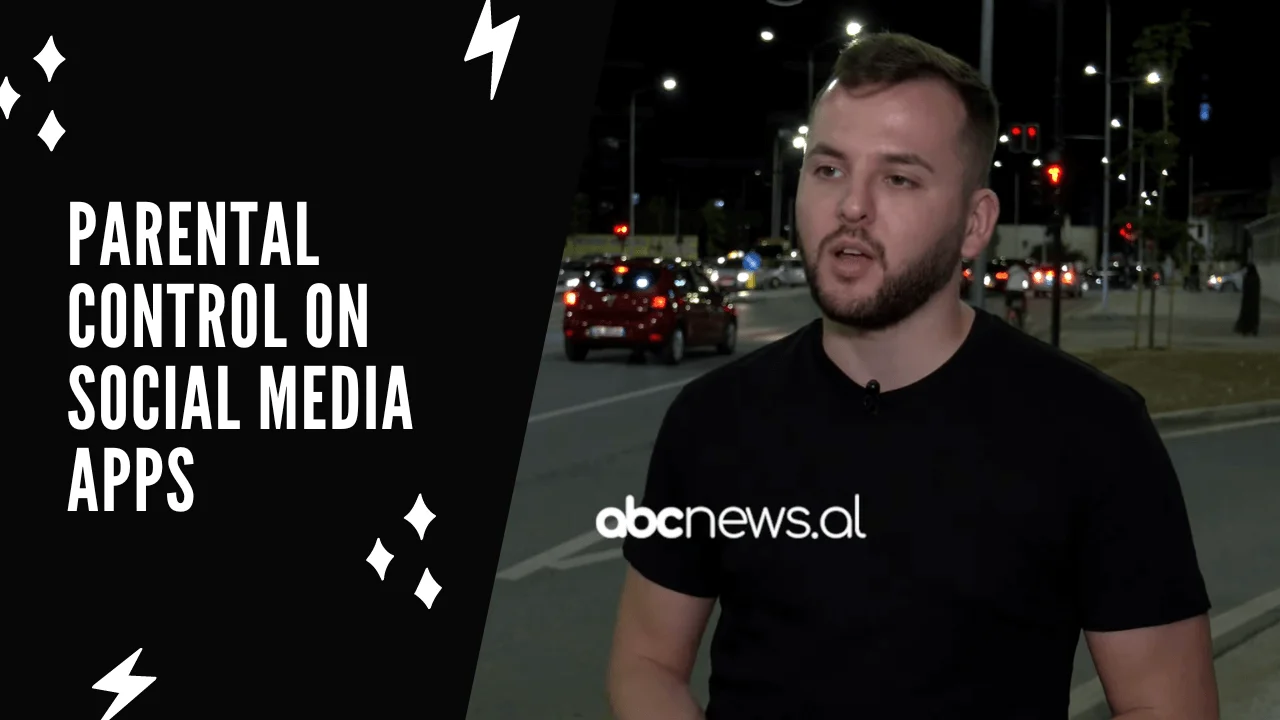 PARENTAL
CONTROL ON
SOCIAL MEDIA
APPS
abcnews.al